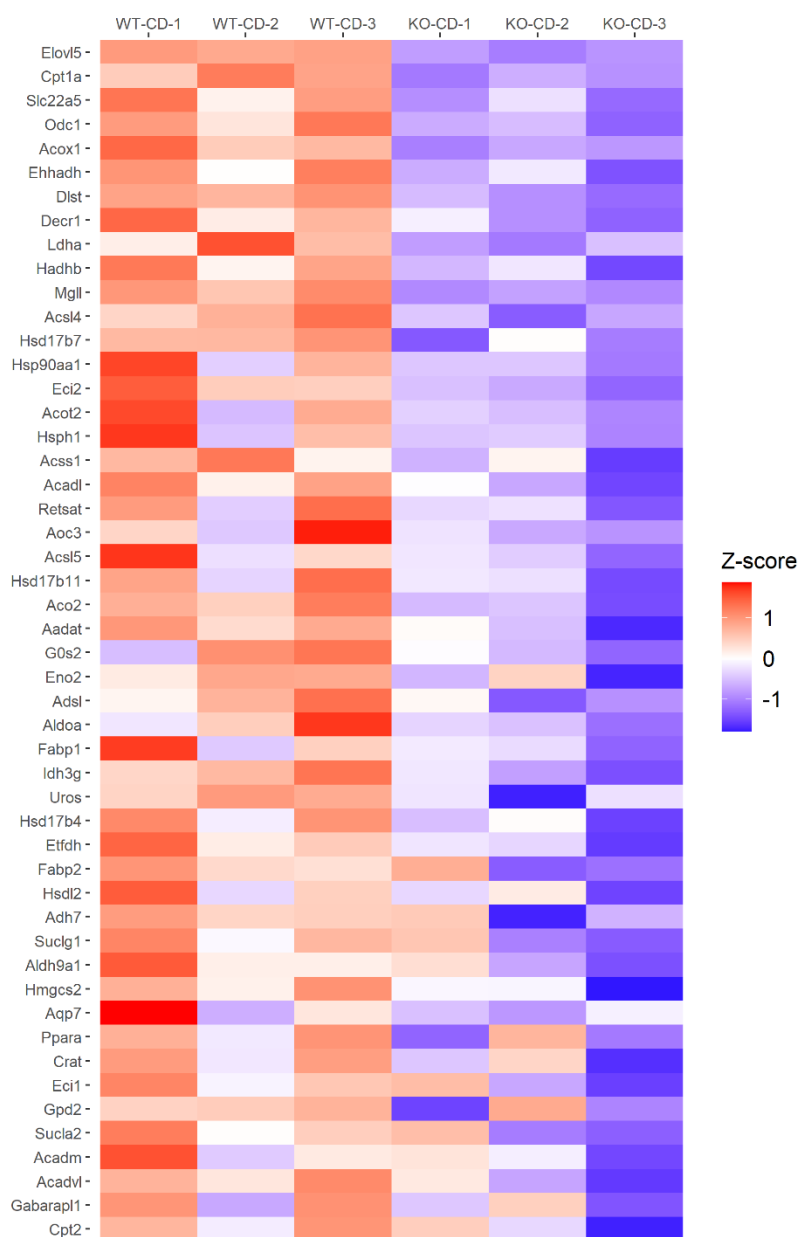 WT-CD-1 WT-CD-2 WT-CD-3 KO-CD-1 KO-CD-2 KO-CD-3
Elovl5
Cpt1a
Slc22a5
Odc1
Acox1
Ehhadh
Dlst
Decr1
Ldha
Hadhb
Mgll
Acsl4
Hsd17b7
Hsp90aa1
Eci2
Acot2
Hsph1
Acss1
Acadl
Retsat
Aoc3
Acsl5
Hsd17b11
Aco2
Aadat
G0s2
Eno2
Adsl
Aldoa
Fabp1
Idh3g
Uros
Hsd17b4
Etfdh
Fabp2
Hsdl2
Adh7
Suclg1
Aldh9a1
Hmgcs2
Aqp7
Ppara
Crat
Eci1
Gpd2
Sucla2
Acadm
Acadvl
Gabarapl1
Cpt2
Z-score
1
0
-1